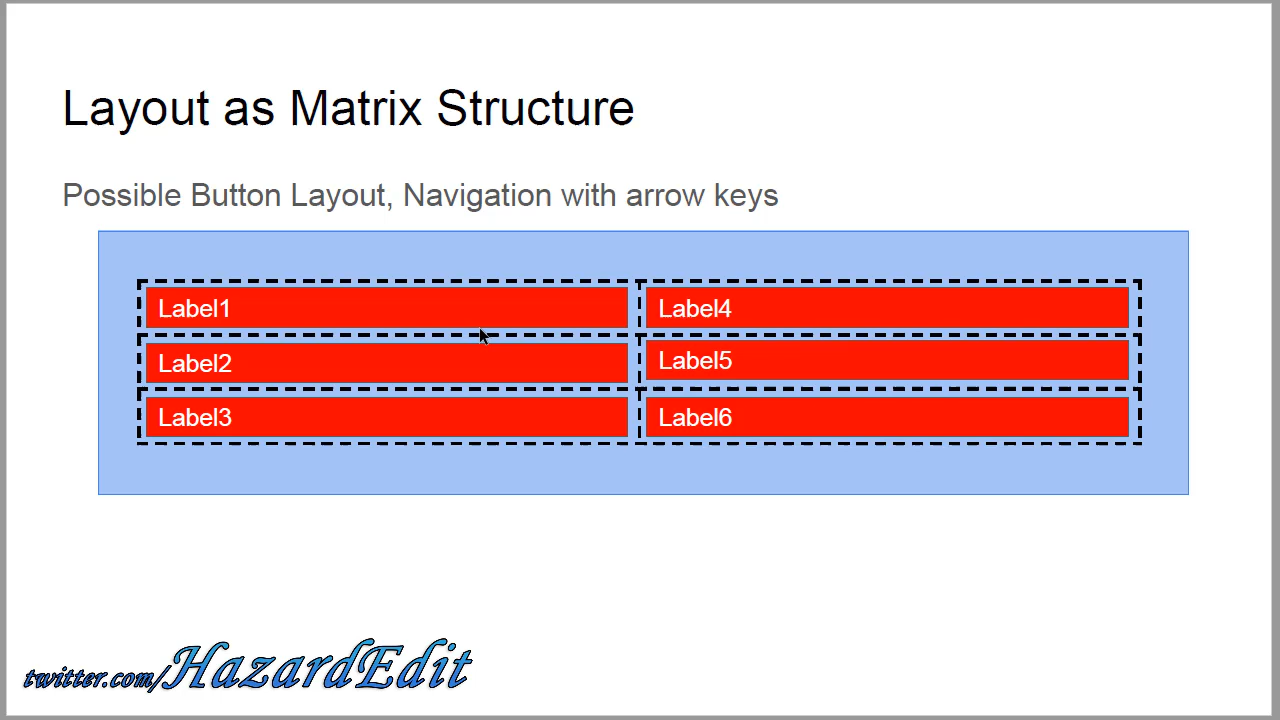 Layout as Matrix Structure
Possible Button Layout, Navigation with arrow keys
Label1 Label4
Label2 Label5
Label3 Label6
twitter.com/HazardEdit